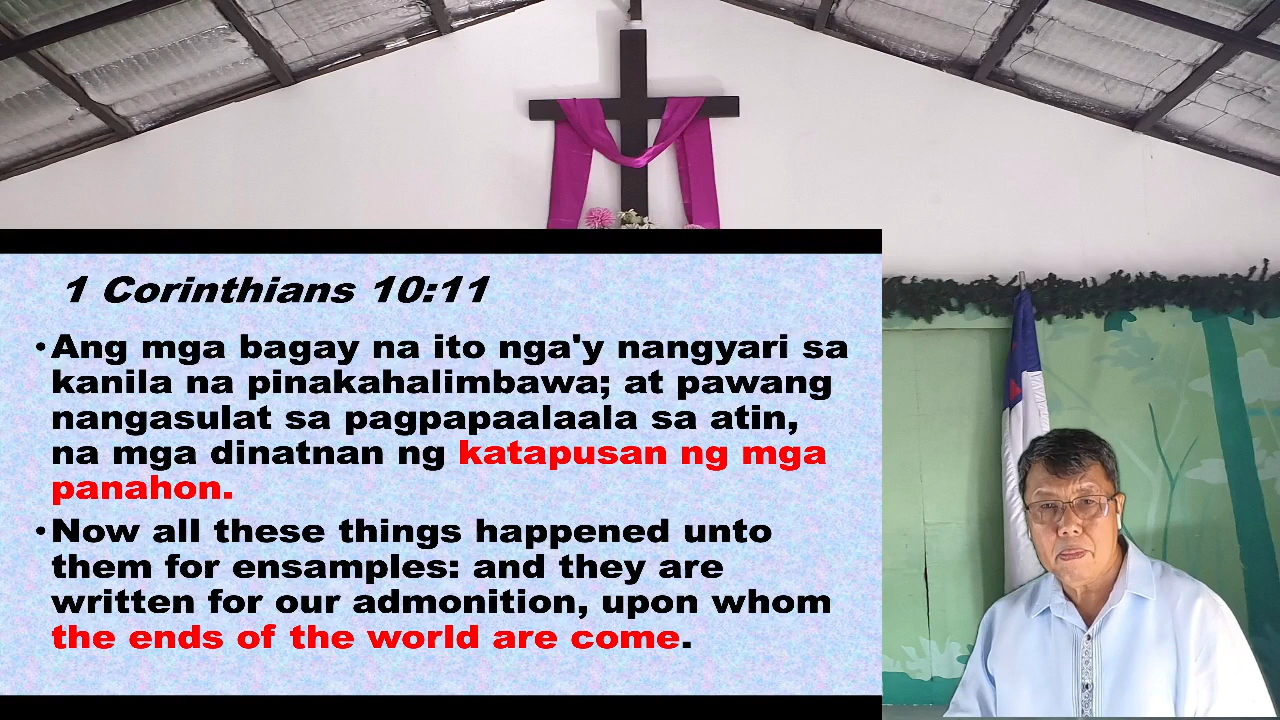 1 Corinthians 10:11
•Ang mga bagay na ito nga'y nangyari sa
kanila na pinakahalimbawa; at pawang
nangasulat sa pagpapaalaala sa atin,
na mga dinatnan ng katapusan ng mga
panahon.
•Now all these things happened unto
them for ensamples: and they are
written for our admonition, upon whom
the ends of the world are come.